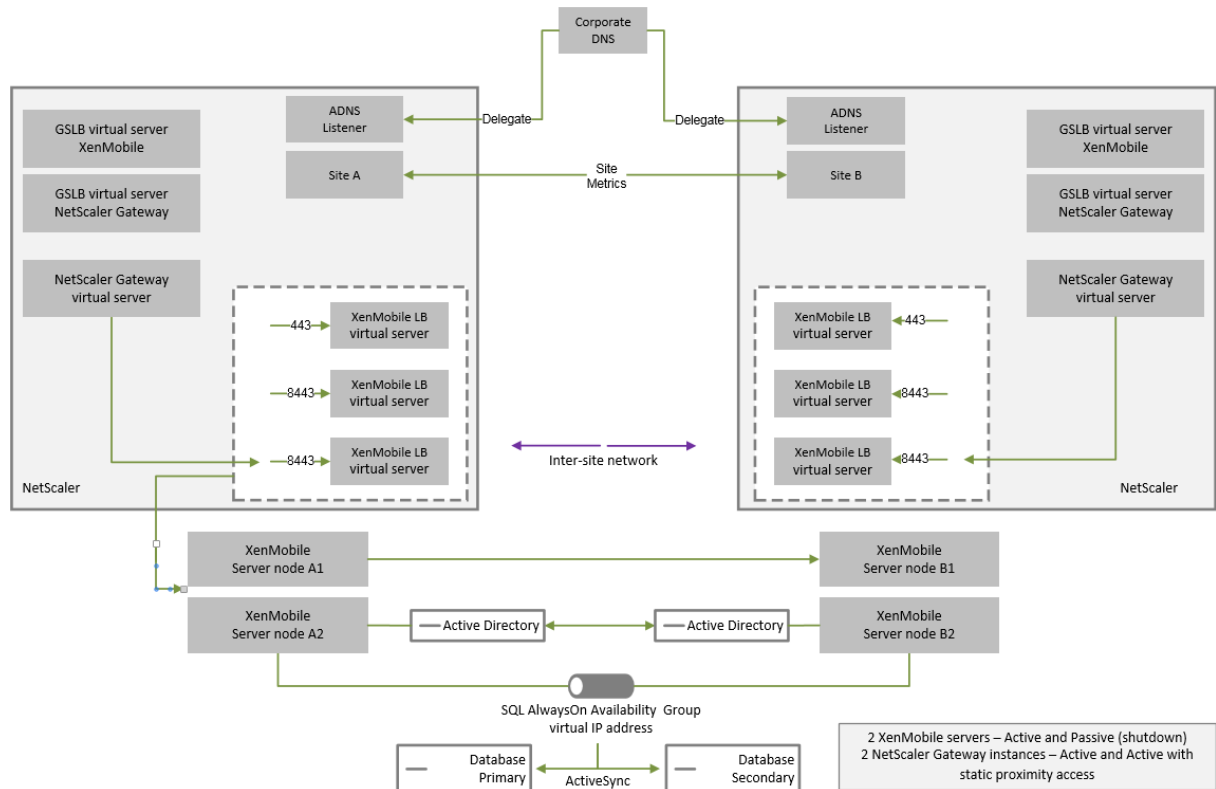 Corporate
DNS
ADNS
Listener
Delegate
Delegate
ADNS
Listener
GSLB virtual server
XenMobile
GSLB virtual server
XenMobile
Site A
Site
Metrics
Site B
GSLB virtual server
NetScaler Gateway
GSLB virtual server
NetScaler Gateway
NetScaler Gateway
virtual server
NetScaler Gateway
virtual server
443
XenMobile LB
virtual server
XenMobile LB
virtual server
443
8443
XenMobile LB
virtual server
XenMobile LB
virtual server
8443
8443
XenMobile LB
virtual server
Inter-site network
XenMobile LB
virtual server
8443
NetScaler
NetScaler
XenMobile
Server node A1
XenMobile
Server node B1
XenMobile
Server node A2
Active Directory
Active Directory
XenMobile
Server node B2
SQL AlwaysOn Availability Group
virtual IP address
Database
Primary
ActiveSync
Database
Secondary
2 XenMobile servers – Active and Passive (shutdown)
2 NetScaler Gateway instances – Active and Active with
static proximity access